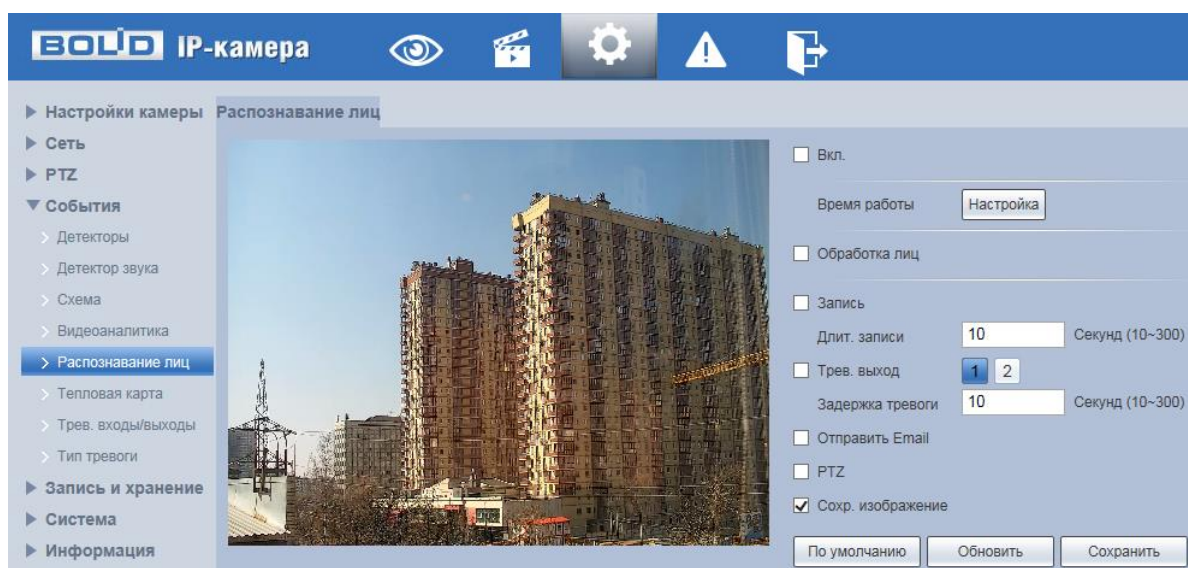 BOLID IP-камера
Настройки камеры
Сеть
PTZ
События
Детекторы
Детектор звука
Схема
Видеоаналитика
Распознавание лиц
Тепловая карта
Трев. входы/выходы
Тип тревоги
Запись и хранение
Система
Информация
Распознавание лиц
Вкл.
Время работы Настройка
Обработка лиц
Запись
Длит. записи 10 Секунд (10~300)
Трев. выход 1 2
Задержка тревоги 10 Секунд (10~300)
Отправить Email
PTZ
Сохр. изображение
По умолчанию Обновить Сохранить